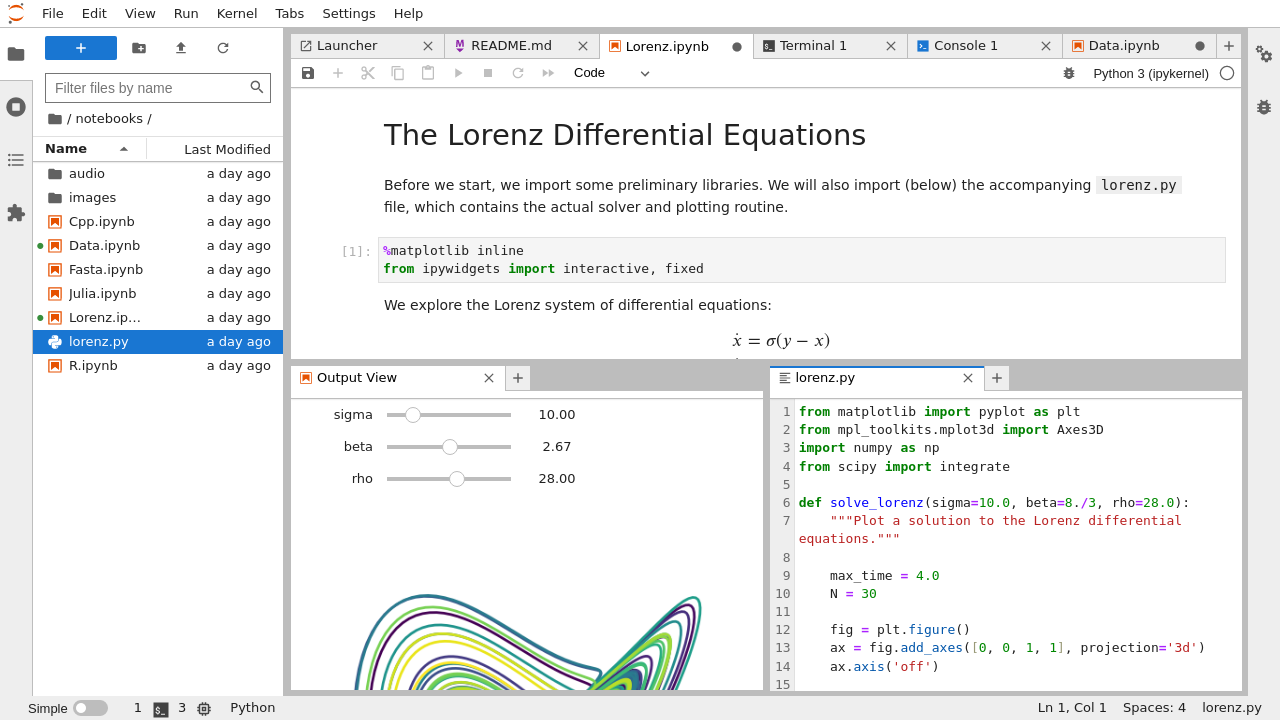 File Edit View Run Kernel Tabs Settings Help
Filter files by name
/ notebooks /
Name Last Modified
audio a day ago
images a day ago
Cpp.ipynb a day ago
Data.ipynb a day ago
Fasta.ipynb a day ago
Julia.ipynb a day ago
Lorenz.ip… a day ago
lorenz.py a day ago
R.ipynb a day ago
Launcher README.md Lorenz.ipynb Terminal 1 Console 1 Data.ipynb
Code Python 3 (ipykernel)
The Lorenz Differential Equations
Before we start, we import some preliminary libraries. We will also import (below) the accompanying lorenz.py
file, which contains the actual solver and plotting routine.
[1]: %matplotlib inline
from ipywidgets import interactive, fixed
We explore the Lorenz system of differential equations:
ẋ = σ(y − x)
Output View
sigma 10.00
beta 2.67
rho 28.00
lorenz.py
1 from matplotlib import pyplot as plt
2 from mpl_toolkits.mplot3d import Axes3D
3 import numpy as np
4 from scipy import integrate
5
6 def solve_lorenz(sigma=10.0, beta=8./3, rho=28.0):
7     """Plot a solution to the Lorenz differential
equations."""
8
9     max_time = 4.0
10     N = 30
11
12     fig = plt.figure()
13     ax = fig.add_axes([0, 0, 1, 1], projection='3d')
14     ax.axis('off')
15
Simple 1 3 Python Ln 1, Col 1 Spaces: 4 lorenz.py